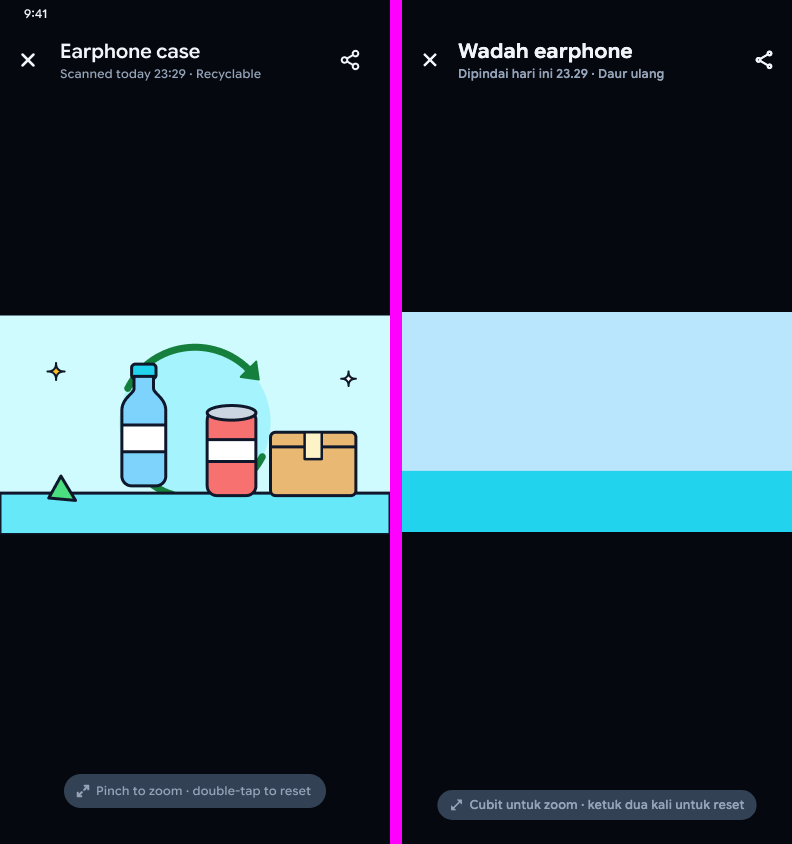 9:41
Earphone case
Scanned today 23:29 · Recyclable
Pinch to zoom · double-tap to reset
Wadah earphone
Dipindai hari ini 23.29 · Daur ulang
Cubit untuk zoom · ketuk dua kali untuk reset